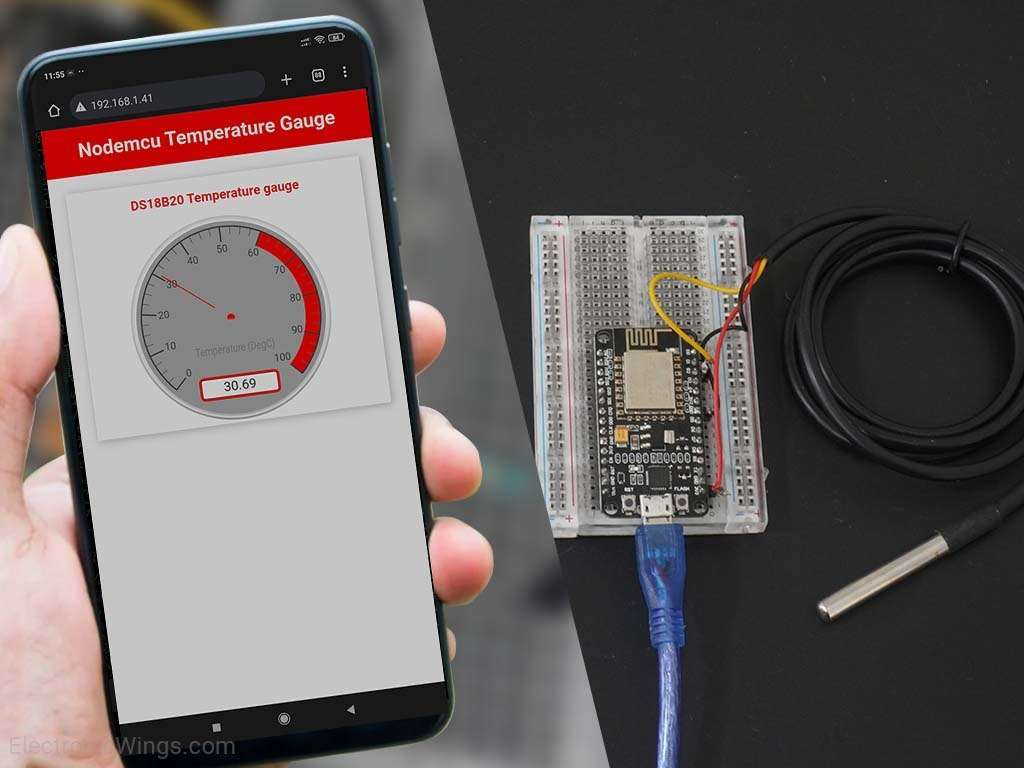 11:55
64
192.168.1.41
Nodemcu Temperature Gauge
DS18B20 Temperature gauge
0
10
20
30
40
50
60
70
80
90
100
Temperature (DegC)
30.69
RST
FLASH
ElectronicWings.com